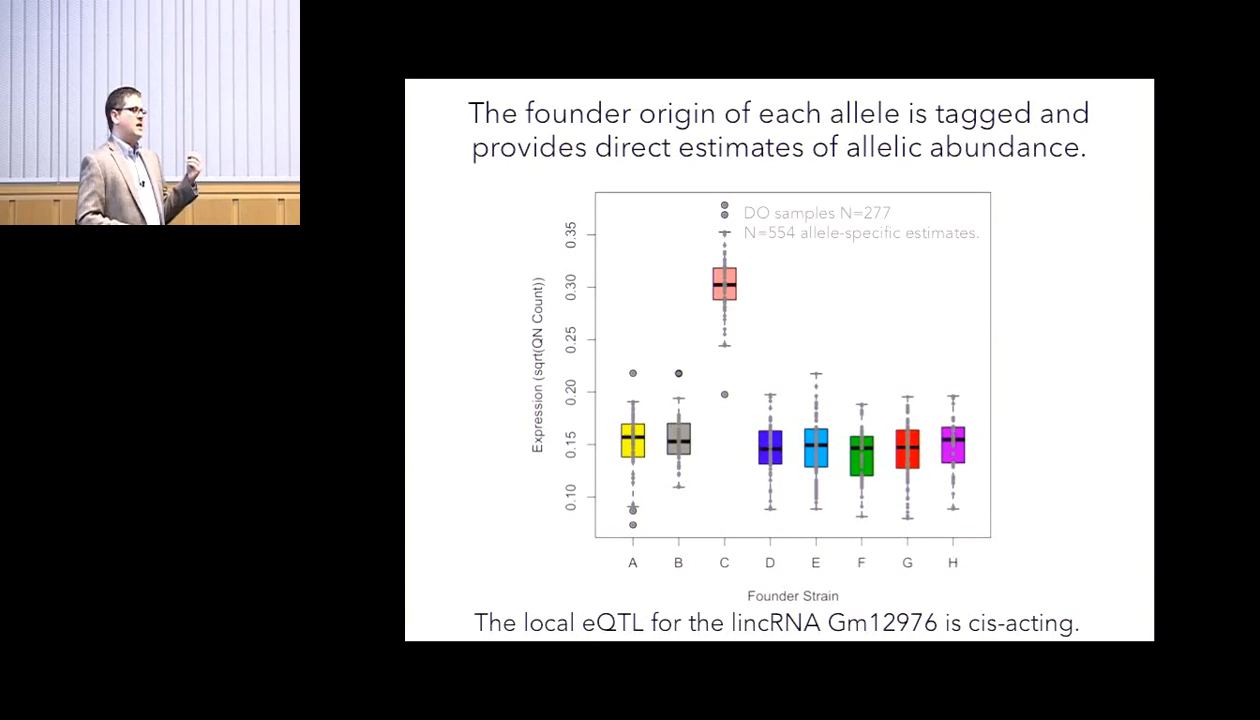 The founder origin of each allele is tagged and
provides direct estimates of allelic abundance.
DO samples N=277
N=554 allele-specific estimates.
Expression (sqrt(QN Count))
0.35
0.30
0.25
0.20
0.15
0.10
A B C D E F G H
Founder Strain
The local eQTL for the lincRNA Gm12976 is cis-acting.